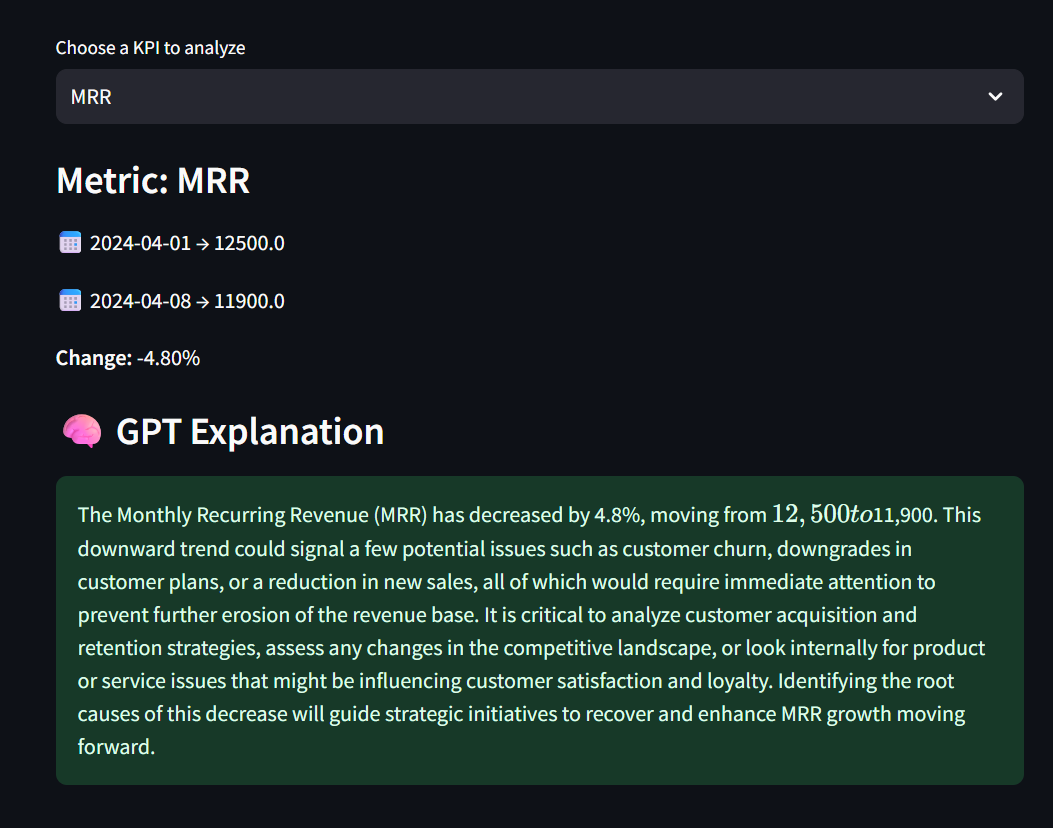 Choose a KPI to analyze
MRR
Metric: MRR
2024-04-01 → 12500.0
2024-04-08 → 11900.0
Change: -4.80%
GPT Explanation
The Monthly Recurring Revenue (MRR) has decreased by 4.8%, moving from 12, 500to11,900. This
downward trend could signal a few potential issues such as customer churn, downgrades in
customer plans, or a reduction in new sales, all of which would require immediate attention to
prevent further erosion of the revenue base. It is critical to analyze customer acquisition and
retention strategies, assess any changes in the competitive landscape, or look internally for product
or service issues that might be influencing customer satisfaction and loyalty. Identifying the root
causes of this decrease will guide strategic initiatives to recover and enhance MRR growth moving
forward.